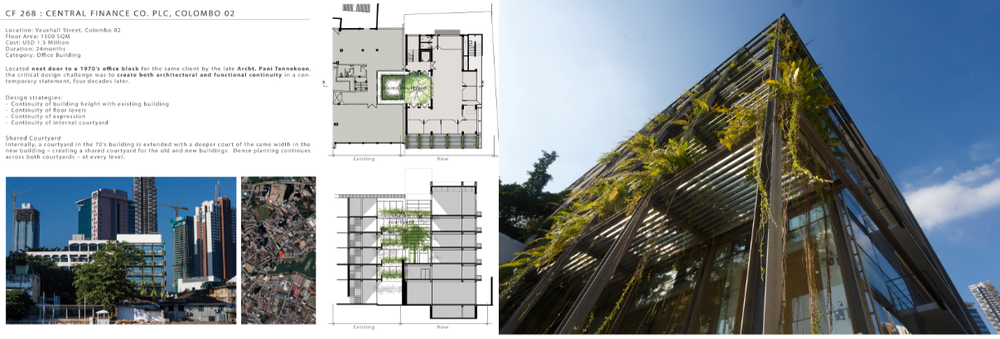 CF 268 : CENTRAL FINANCE CO. PLC, COLOMBO 02
Location: Vauxhall Street, Colombo 02
Floor Area: 1500 SQM
Cost: USD 1.5 Million
Duration: 24months
Category: Office Building
Located next door to a 1970's office block for the same client by the late Archt. Pani Tennekoon,
the critical design challenge was to create both architectural and functional continuity in a con-
temporary statement, four decades later.
Design strategies:
- Continuity of building height with existing building
- Continuity of floor levels
- Continuity of expression
- Continuity of internal courtyard
Shared Courtyard
Internally, a courtyard in the 70's building is extended with a deeper court of the same width in the
new building – creating a shared courtyard for the old and new buildings. Dense planting continues
across both courtyards – at every level.
x
shared courtyard
x
Existing
New
courtyard
Existing
New